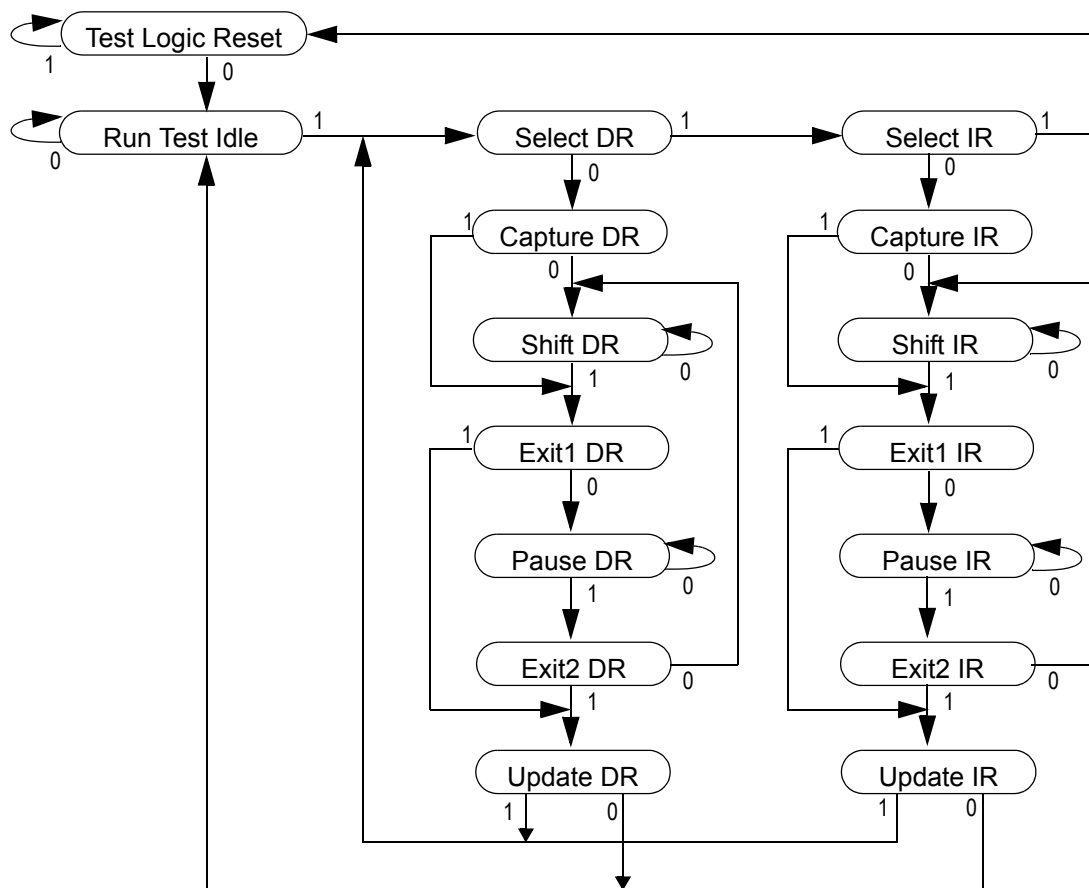 Test Logic Reset
1
0
Run Test Idle
1
Select DR
1
Select IR
1
0
0
0
1
Capture DR
1
Capture IR
0
0
Shift DR
Shift IR
0
0
1
1
1
Exit1 DR
1
Exit1 IR
0
0
Pause DR
Pause IR
0
0
1
1
Exit2 DR
Exit2 IR
0
0
1
1
Update DR
Update IR
1
0
1
0